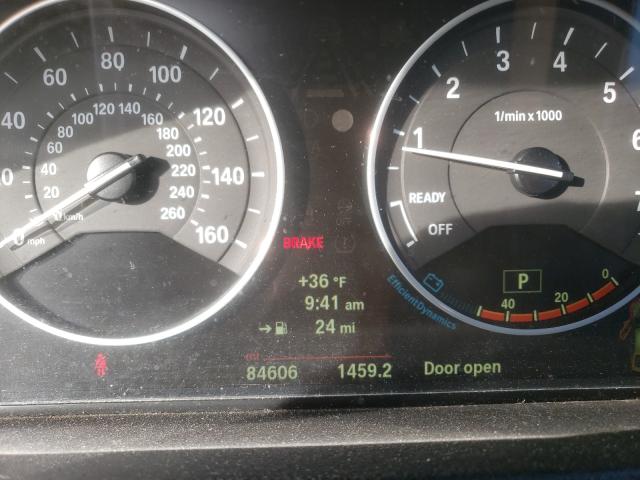 40 60 80 100 120 140 160
20 40 60 80 100 120 140 160 180 200 220 240 260
0 km/h
0 mph
1 2 3 4 5 6
1/min x 1000
READY
OFF
BRAKE
+36 °F
9:41 am
24 mi
P
40 20 0
EfficientDynamics
84606 1459.2 Door open